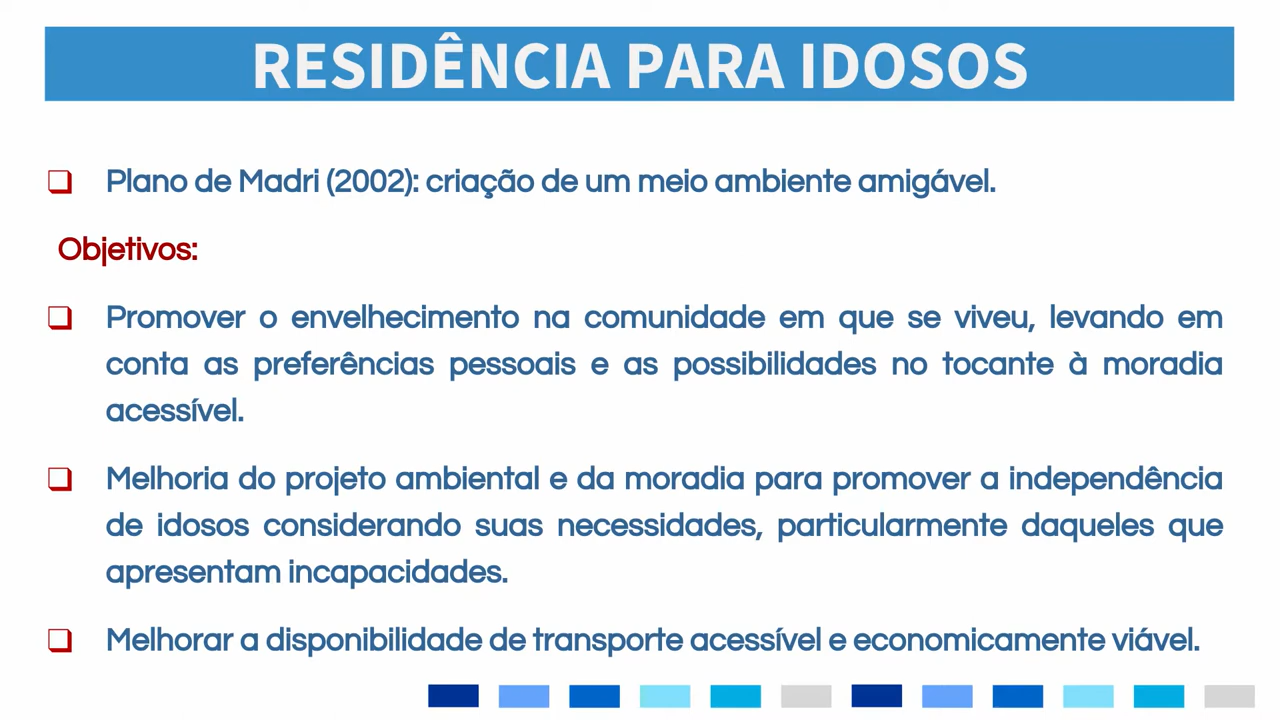 RESIDÊNCIA PARA IDOSOS
❑ Plano de Madri (2002): criação de um meio ambiente amigável.
Objetivos:
❑ Promover o envelhecimento na comunidade em que se viveu, levando em
conta as preferências pessoais e as possibilidades no tocante à moradia
acessível.
❑ Melhoria do projeto ambiental e da moradia para promover a independência
de idosos considerando suas necessidades, particularmente daqueles que
apresentam incapacidades.
❑ Melhorar a disponibilidade de transporte acessível e economicamente viável.